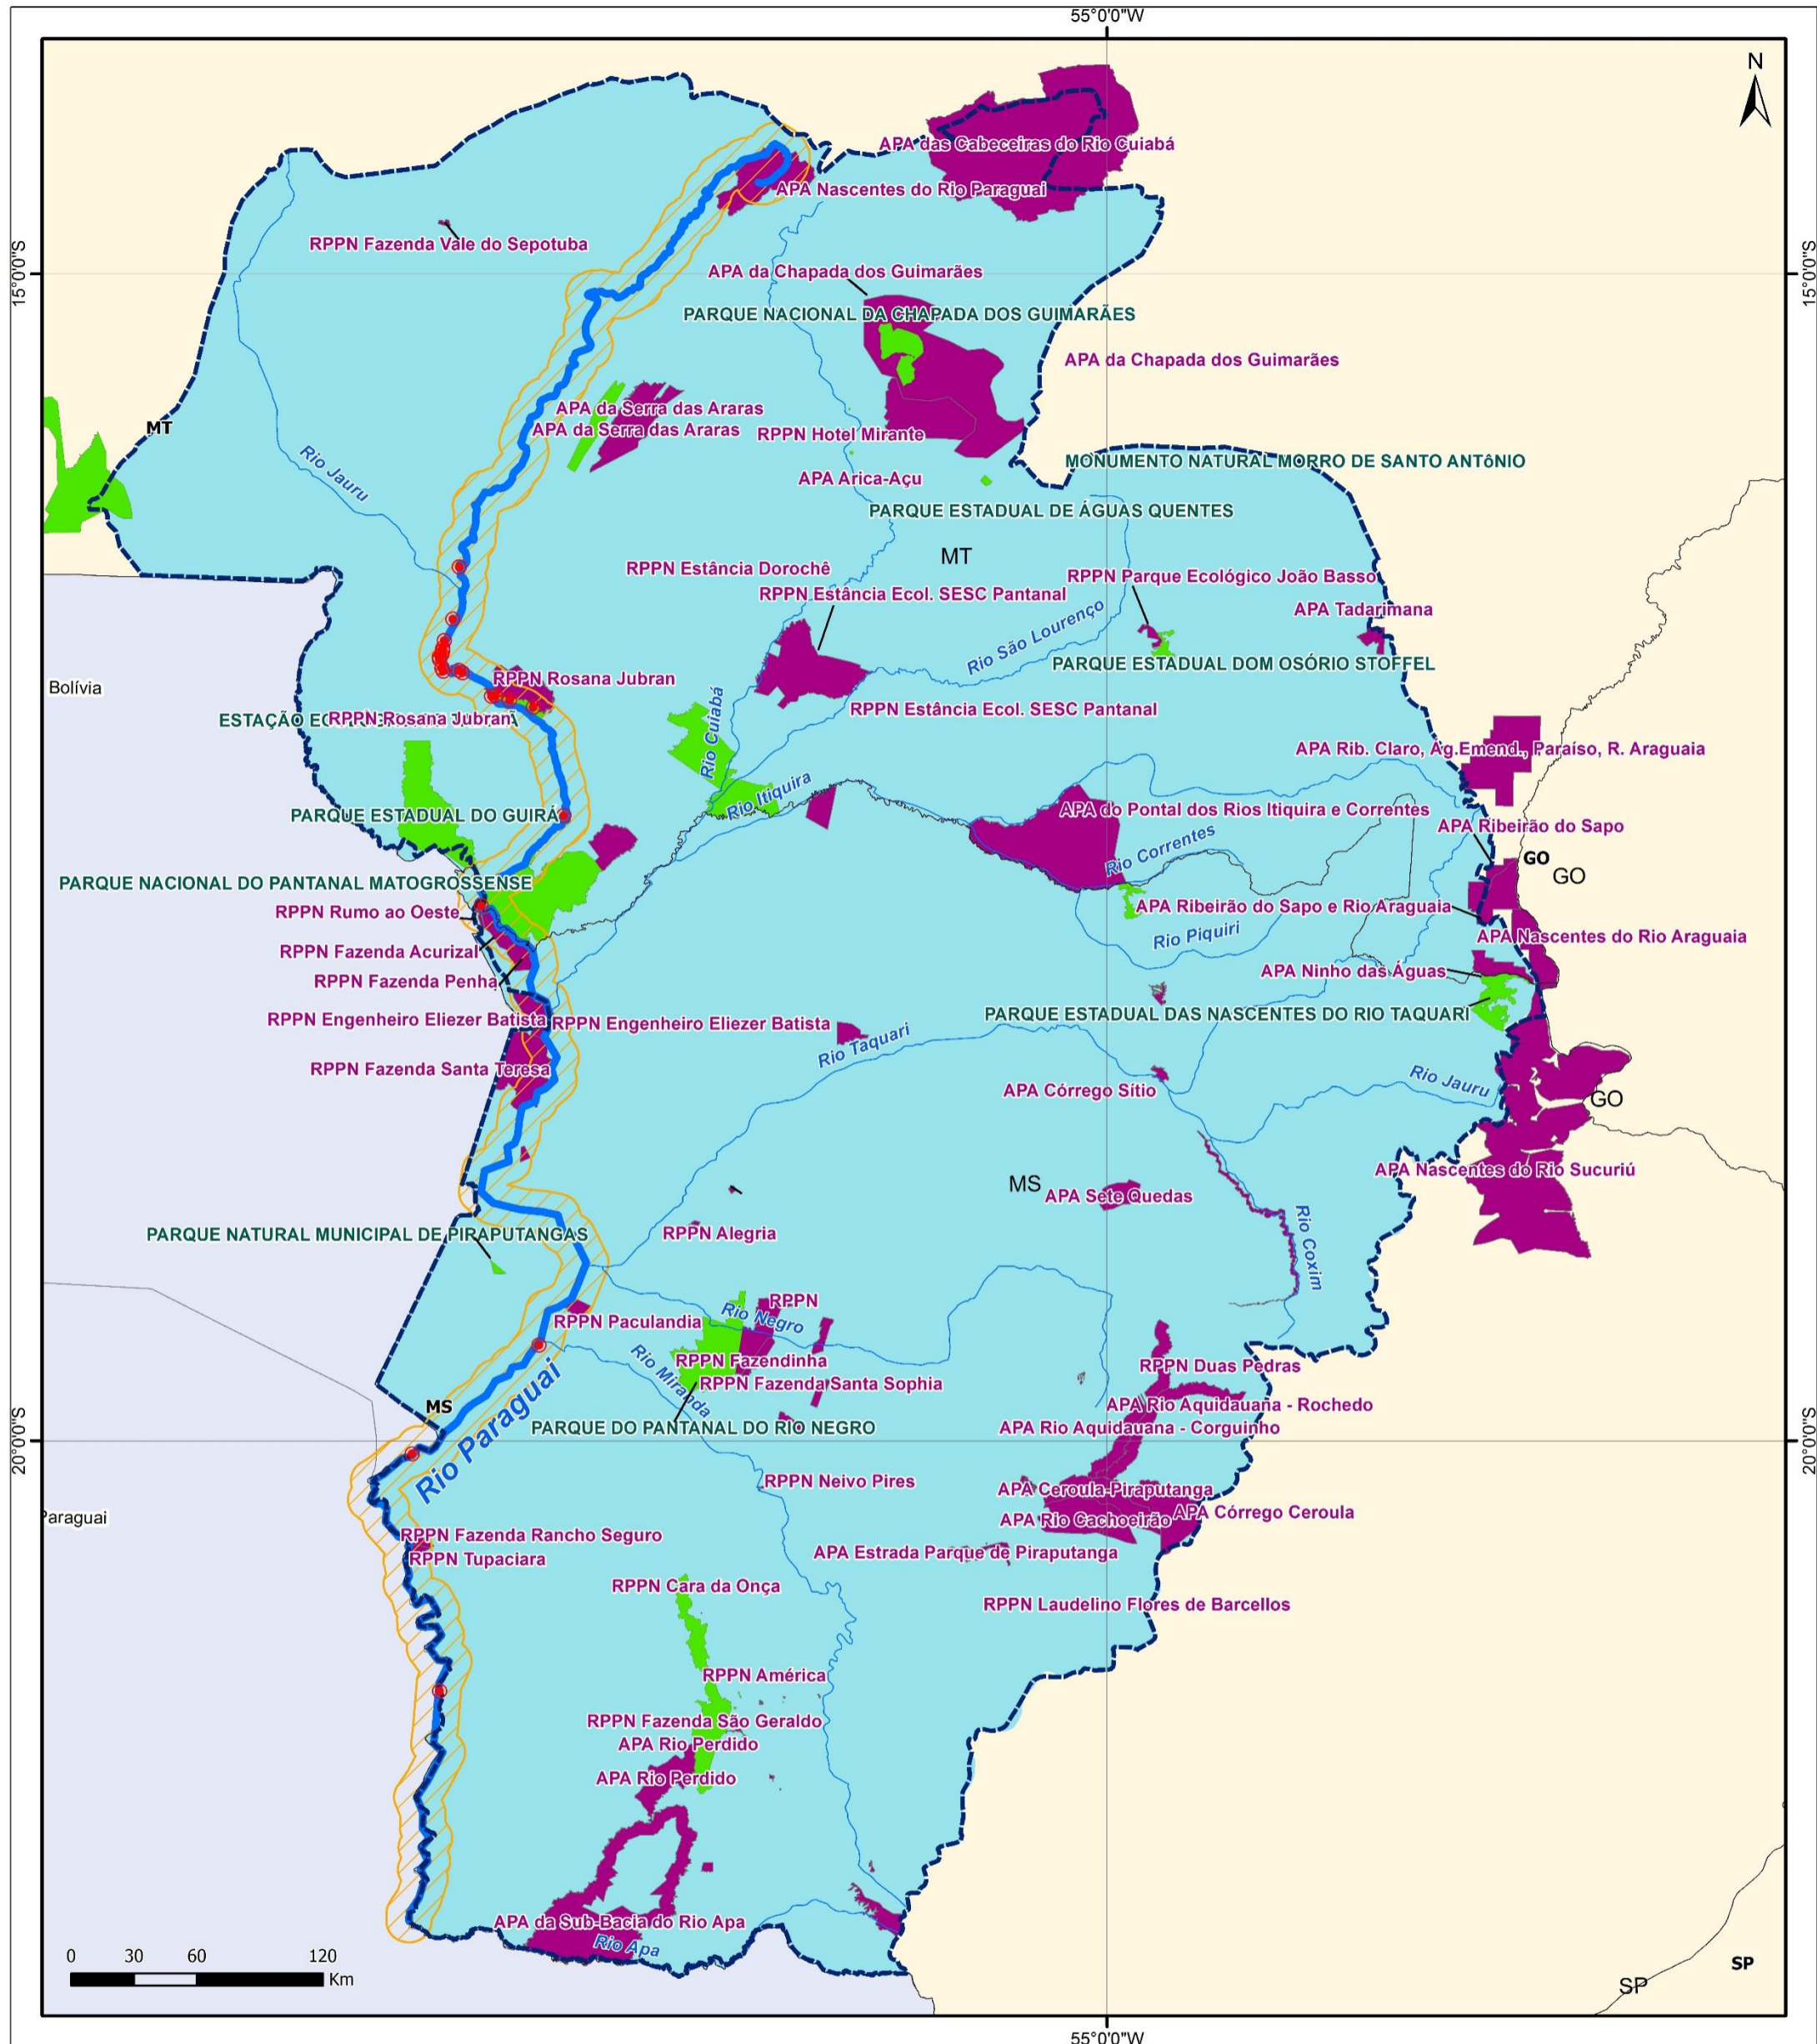 55°0'0"W
N
APA das Cabeceiras do Rio Cuiabá
APA Nascentes do Rio Paraguai
RPPN Fazenda Vale do Sepotuba
15°0'0"S
15°0'0"S
APA da Chapada dos Guimarães
PARQUE NACIONAL DA CHAPADA DOS GUIMARÃES
APA da Chapada dos Guimarães
APA da Serra das Araras
MT
APA da Serra das Araras
RPPN Hotel Mirante
Rio Jauru
MONUMENTO NATURAL MORRO DE SANTO ANTôNIO
APA Arica-Açu
PARQUE ESTADUAL DE ÁGUAS QUENTES
MT
RPPN Estância Dorochê
RPPN Parque Ecológico João Basso
RPPN Estância Ecol. SESC Pantanal
APA Tadarimana
Rio São Lourenço
PARQUE ESTADUAL DOM OSÓRIO STOFFEL
RPPN Rosana Jubran
Bolívia
RPPN Estância Ecol. SESC Pantanal
ESTAÇÃO
RPPN Rosana Jubran
Rio Cuiabá
APA Rib. Claro, Ág.Emend., Paraíso, R. Araguaia
Rio Itiquira
PARQUE ESTADUAL DO GUIRÁ
APA do Pontal dos Rios Itiquira e Correntes
APA Ribeirão do Sapo
Rio Correntes
GO
GO
PARQUE NACIONAL DO PANTANAL MATOGROSSENSE
RPPN Rumo ao Oeste
APA Ribeirão do Sapo e Rio Araguaia
Rio Piquiri
APA Nascentes do Rio Araguaia
RPPN Fazenda Acurizal
APA Ninho das Águas
RPPN Fazenda Penha
PARQUE ESTADUAL DAS NASCENTES DO RIO TAQUARI
RPPN Engenheiro Eliezer Batista
RPPN Engenheiro Eliezer Batista
Rio Taquari
RPPN Fazenda Santa Teresa
APA Córrego Sítio
Rio Jauru
GO
APA Nascentes do Rio Sucuriú
MS
APA Sete Quedas
PARQUE NATURAL MUNICIPAL DE PIRAPUTANGAS
RPPN Alegria
Rio Coxim
RPPN
Rio Negro
RPPN Paculandia
RPPN Fazendinha
RPPN Duas Pedras
Rio Miranda
RPPN Fazenda Santa Sophia
MS
APA Rio Aquidauana - Rochedo
PARQUE DO PANTANAL DO RIO NEGRO
APA Rio Aquidauana - Corguinho
Rio Paraguai
20°0'0"S
20°0'0"S
RPPN Neivo Pires
APA Ceroula-Piraputanga
APA Córrego Ceroula
Paraguai
APA Rio Cachoeirão
RPPN Fazenda Rancho Seguro
RPPN Tupaciara
APA Estrada Parque de Piraputanga
RPPN Cara da Onça
RPPN Laudelino Flores de Barcellos
RPPN América
RPPN Fazenda São Geraldo
APA Rio Perdido
APA Rio Perdido
APA da Sub-Bacia do Rio Apa
Rio Apa
0 30 60 120
Km
SP
SP
55°0'0"W